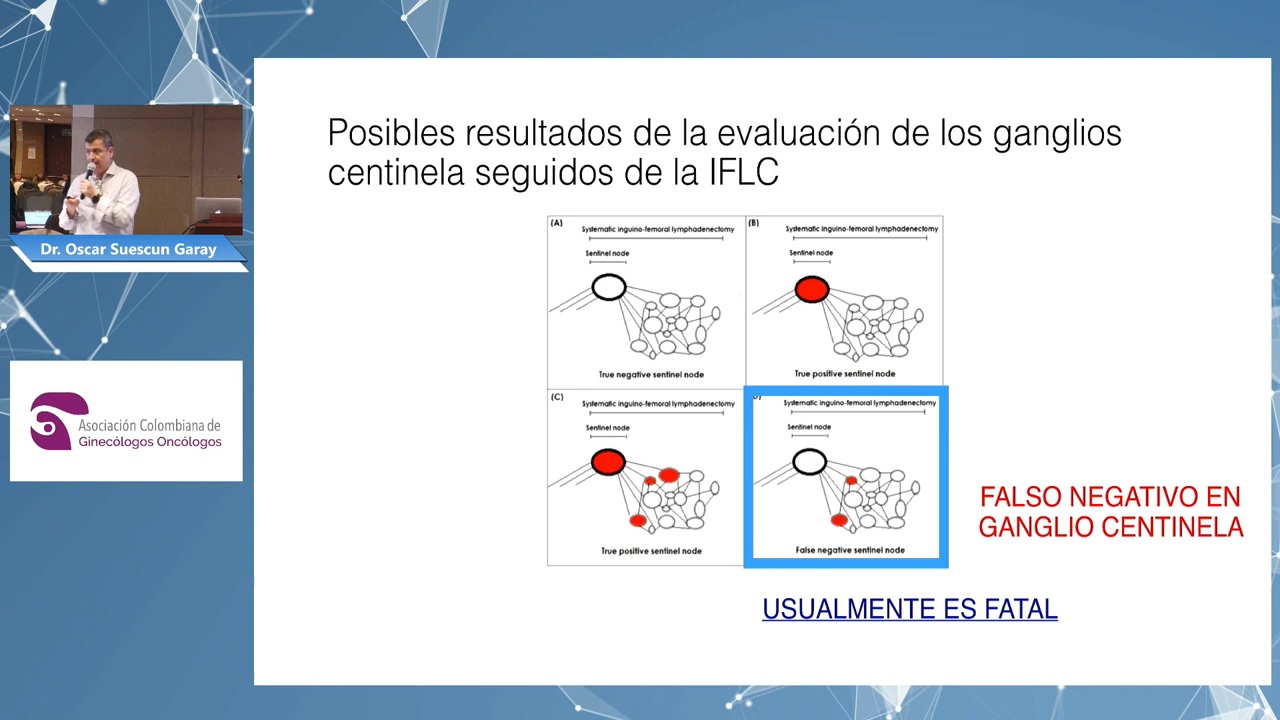 Posibles resultados de la evaluación de los ganglios
centinela seguidos de la IFLC
Dr. Oscar Suescun Garay
Asociación Colombiana de
Ginecólogos Oncólogos
(A)
Systematic inguino-femoral lymphadenectomy
Sentinel node
True negative sentinel node
(B)
Systematic inguino-femoral lymphadenectomy
Sentinel node
True positive sentinel node
(C)
Systematic inguino-femoral lymphadenectomy
Sentinel node
True positive sentinel node
Systematic inguino-femoral lymphadenectomy
Sentinel node
False negative sentinel node
FALSO NEGATIVO EN
GANGLIO CENTINELA
USUALMENTE ES FATAL